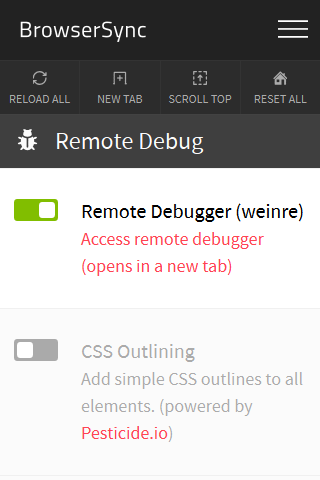 BrowserSync
RELOAD ALL NEW TAB SCROLL TOP RESET ALL
Remote Debug
Remote Debugger (weinre)
Access remote debugger
(opens in a new tab)
CSS Outlining
Add simple CSS outlines to all
elements. (powered by
Pesticide.io)